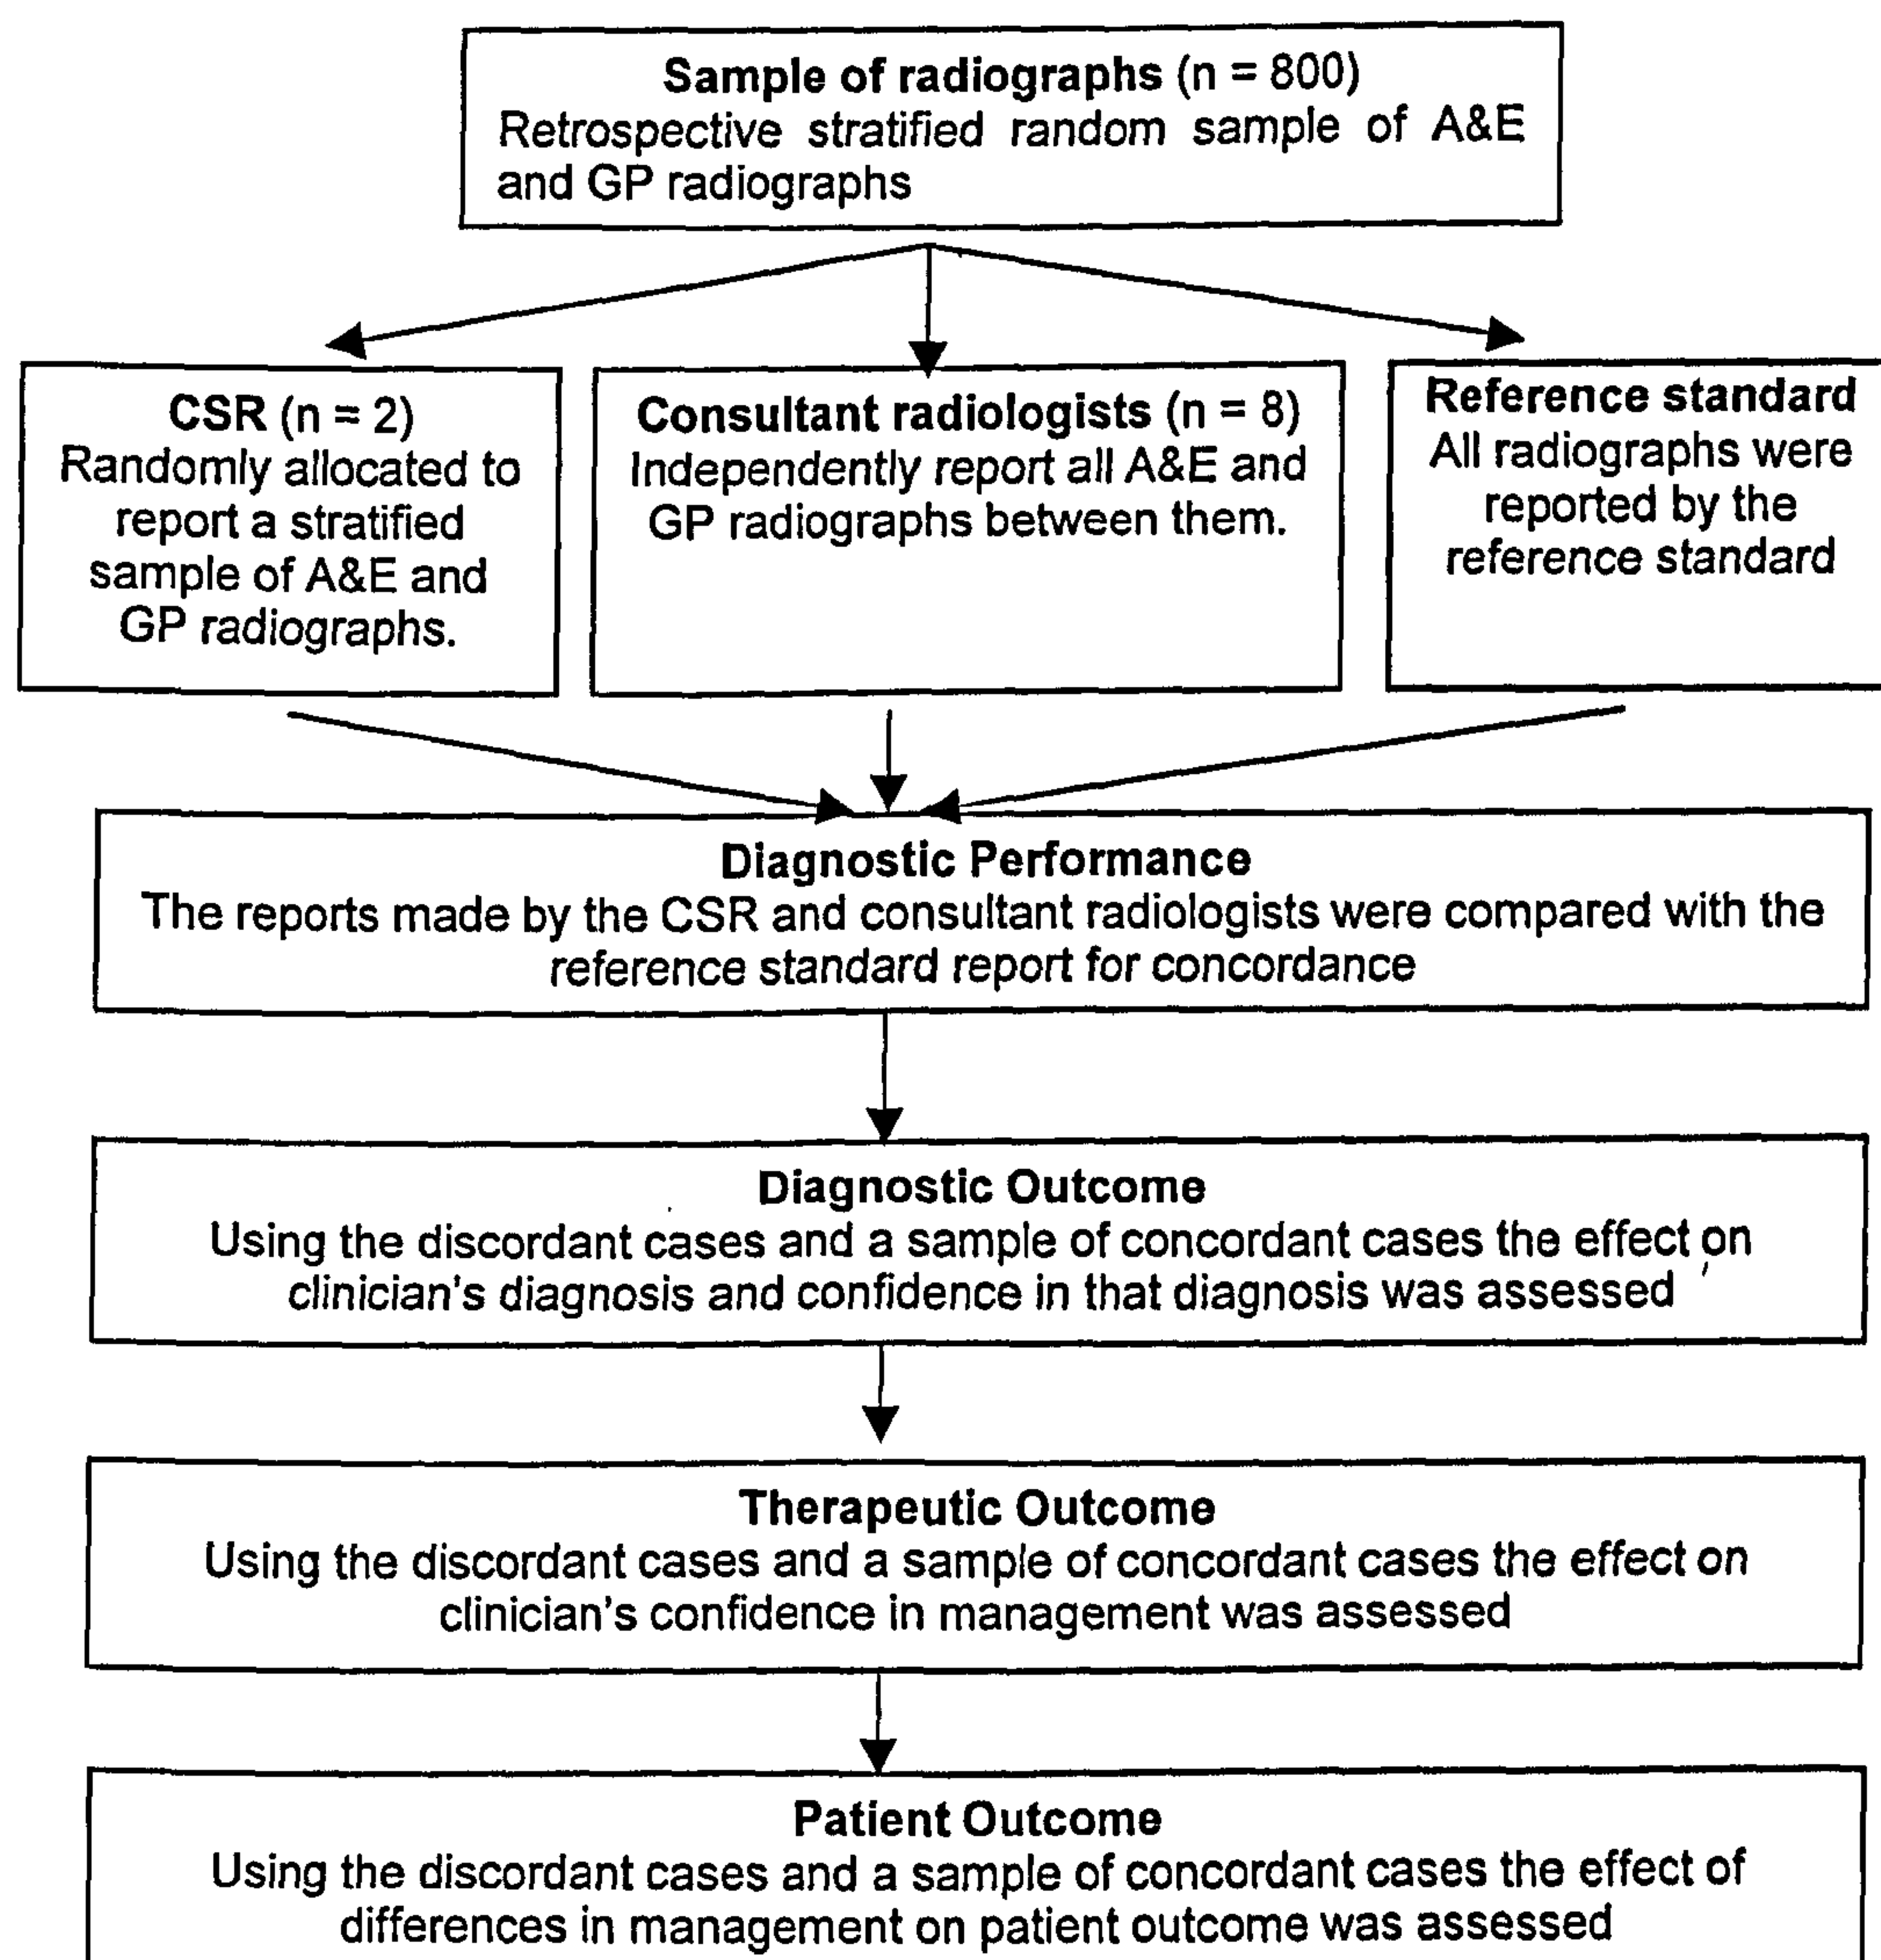 Sample of radiographs (n = 800)
Retrospective stratified random sample of A&E
and GP radiographs
CSR (n = 2)
Randomly allocated to
report a stratified
sample of A&E and
GP radiographs.
Consultant radiologists (n = 8)
Independently report all A&E and
GP radiographs between them.
Reference standard
All radiographs were
reported by the
reference standard
Diagnostic Performance
The reports made by the CSR and consultant radiologists were compared with the
reference standard report for concordance
Diagnostic Outcome
Using the discordant cases and a sample of concordant cases the effect on
clinician's diagnosis and confidence in that diagnosis was assessed
Therapeutic Outcome
Using the discordant cases and a sample of concordant cases the effect on
clinician's confidence in management was assessed
Patient Outcome
Using the discordant cases and a sample of concordant cases the effect of
differences in management on patient outcome was assessed